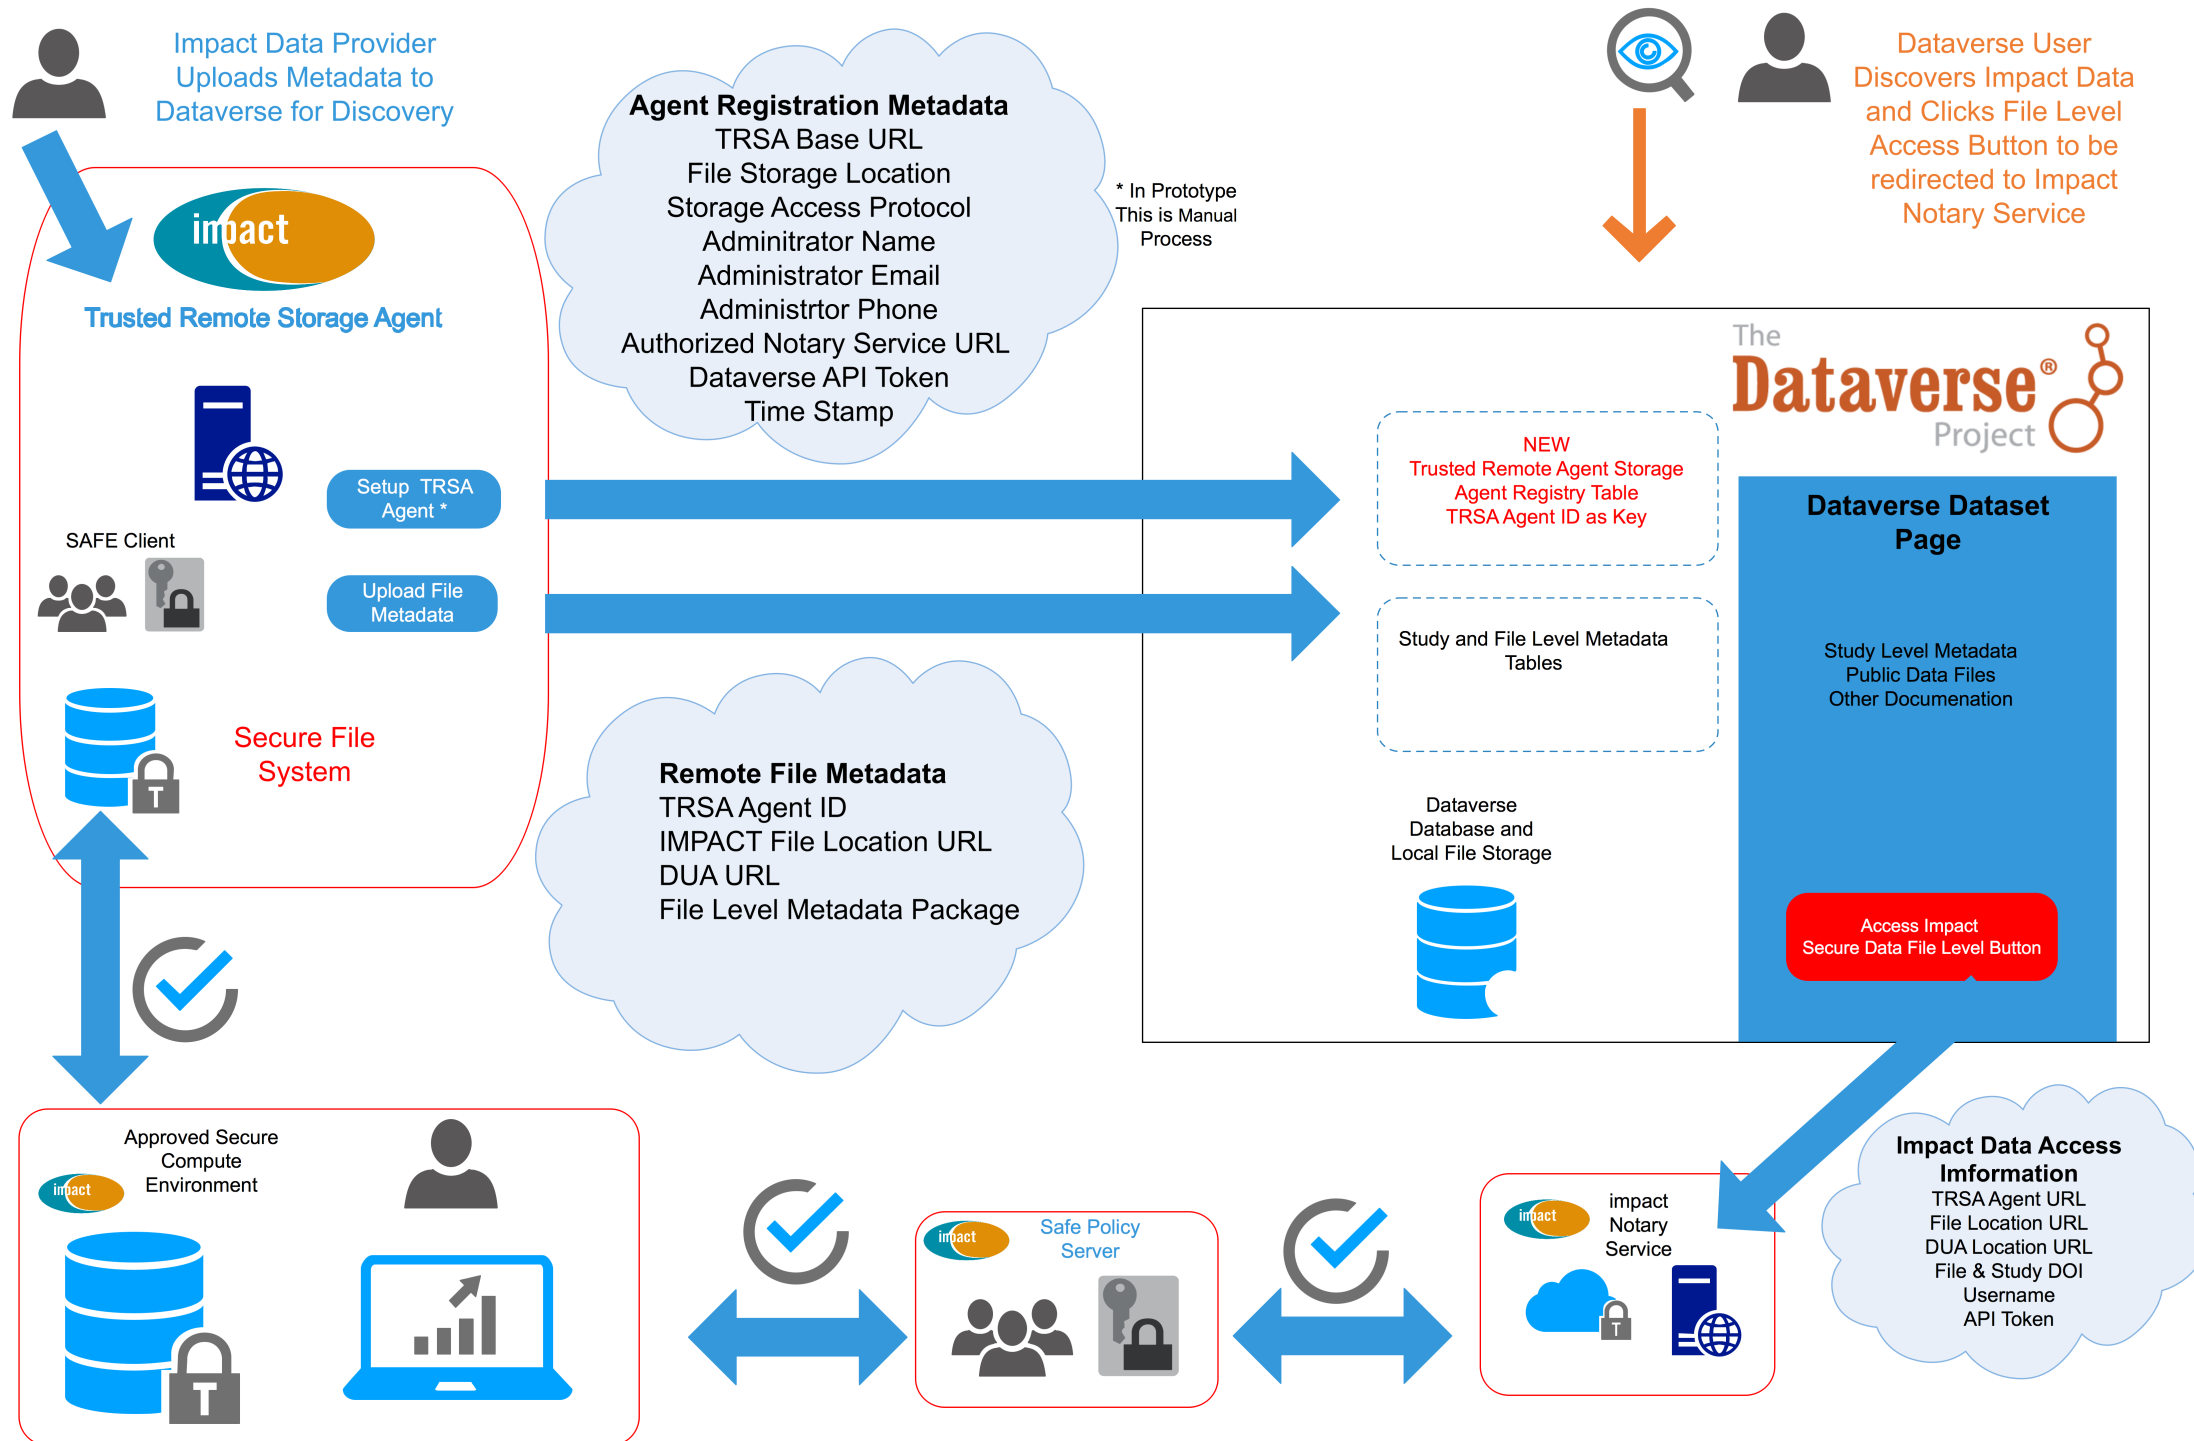 Impact Data Provider
Uploads Metadata to
Dataverse for Discovery
impact
Trusted Remote Storage Agent
Setup TRSA
Agent *
SAFE Client
Upload File
Metadata
Secure File
System
T
Agent Registration Metadata
TRSA Base URL
File Storage Location
Storage Access Protocol
Adminitrator Name
Administrator Email
Administrtor Phone
Authorized Notary Service URL
Dataverse API Token
Time Stamp
* In Prototype
This is Manual
Process
Remote File Metadata
TRSA Agent ID
IMPACT File Location URL
DUA URL
File Level Metadata Package
Dataverse User
Discovers Impact Data
and Clicks File Level
Access Button to be
redirected to Impact
Notary Service
The
Dataverse®
Project
NEW
Trusted Remote Agent Storage
Agent Registry Table
TRSA Agent ID as Key
Study and File Level Metadata
Tables
Dataverse
Database and
Local File Storage
Dataverse Dataset
Page
Study Level Metadata
Public Data Files
Other Documenation
Access Impact
Secure Data File Level Button
Approved Secure
Compute
Environment
impact
T
impact
Safe Policy
Server
impact
impact
Notary
Service
T
Impact Data Access
Imformation
TRSA Agent URL
File Location URL
DUA Location URL
File & Study DOI
Username
API Token